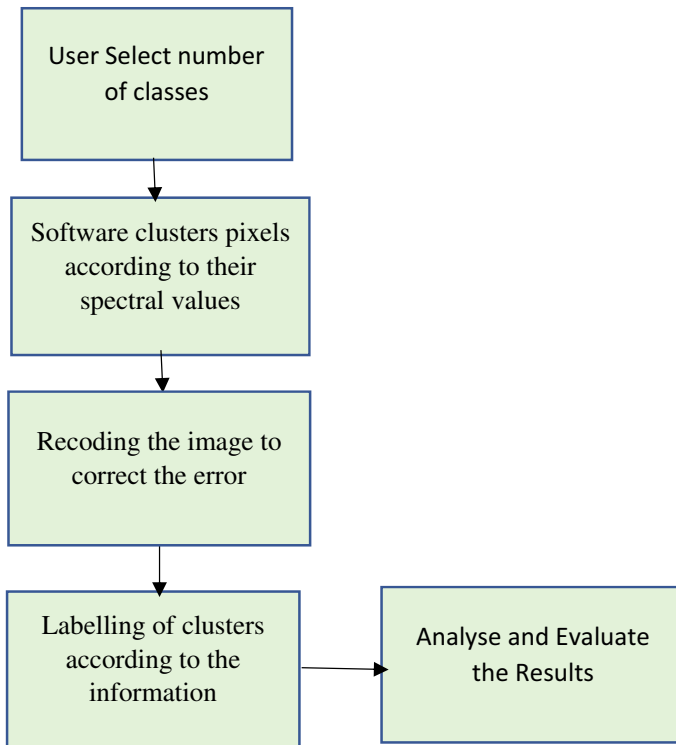 User Select number
of classes
Software clusters pixels
according to their
spectral values
Recoding the image to
correct the error
Labelling of clusters
according to the
information
Analyse and Evaluate
the Results